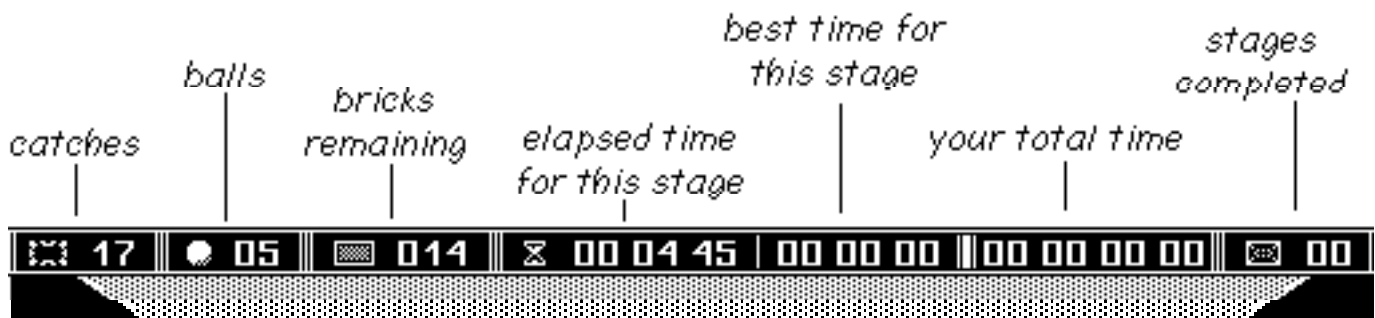 best time for
this stage
stages
completed
balls
bricks
remaining
catches
elapsed time
for this stage
your total time
17 05 014 00 04 45 00 00 00 00 00 00 00 00